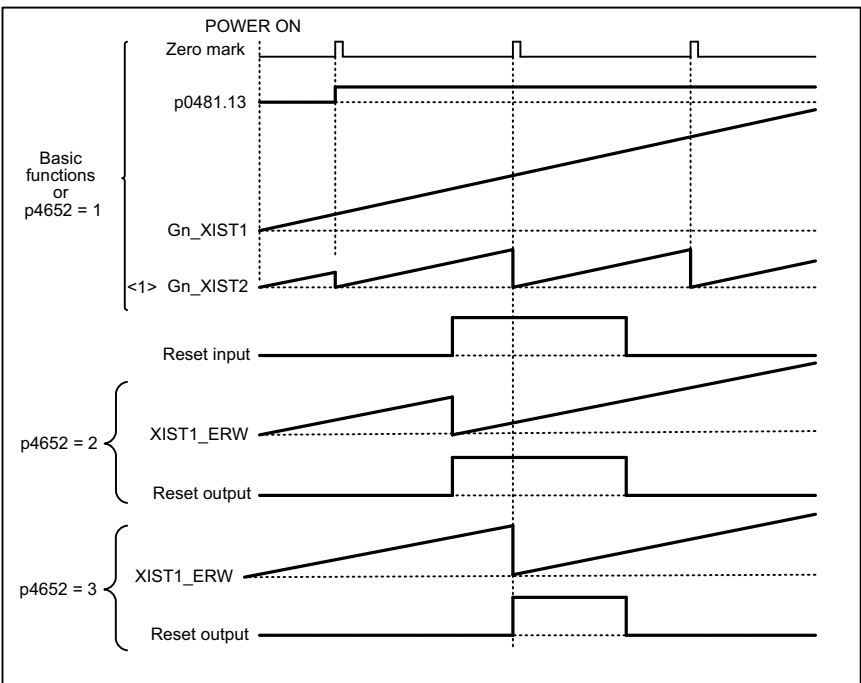 POWER ON
Zero mark
p0481.13
Basic
functions
or
p4652 = 1
Gn_XIST1
<1> Gn_XIST2
Reset input
p4652 = 2
XIST1_ERW
Reset output
p4652 = 3
XIST1_ERW
Reset output